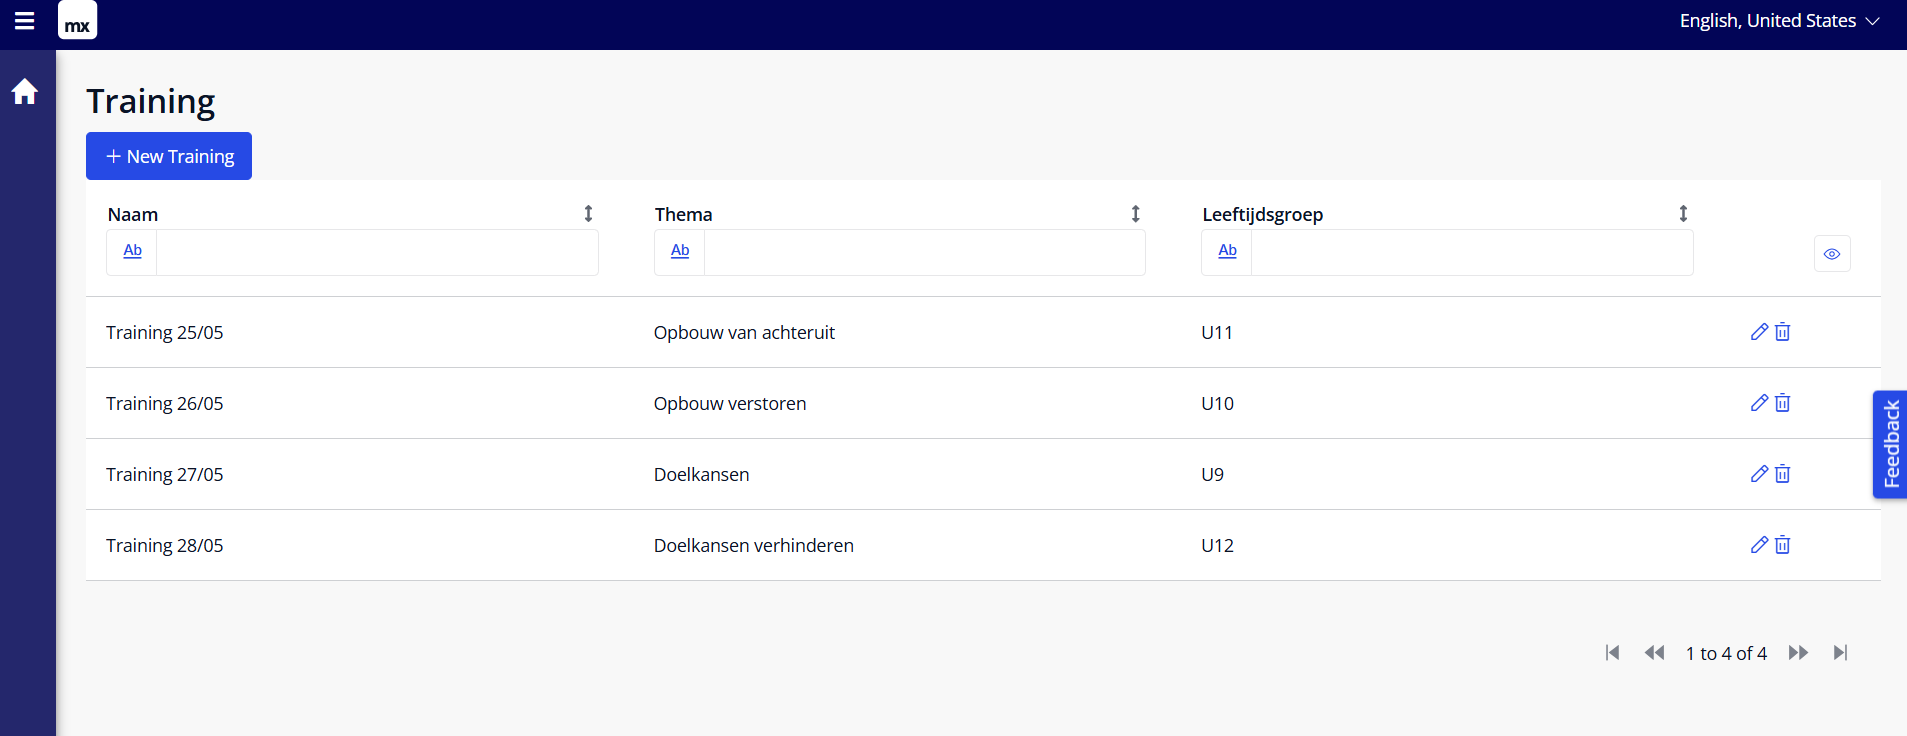 mx
English, United States
Training
New Training
Naam Thema Leeftijdsgroep
Ab Ab Ab
Training 25/05 Opbouw van achteruit U11
Training 26/05 Opbouw verstoren U10
Training 27/05 Doelkansen U9
Training 28/05 Doelkansen verhinderen U12
Feedback
1 to 4 of 4